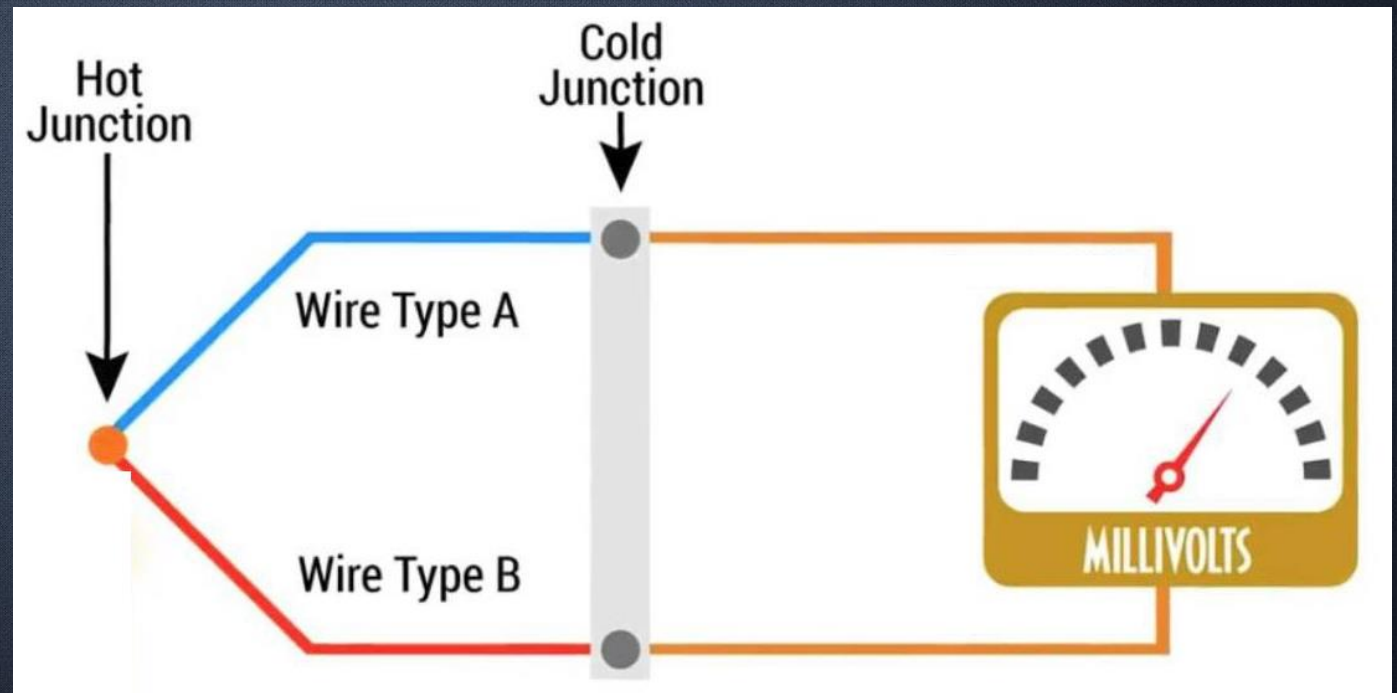 Hot
Junction
Cold
Junction
Wire Type A
Wire Type B
MILLIVOLTS